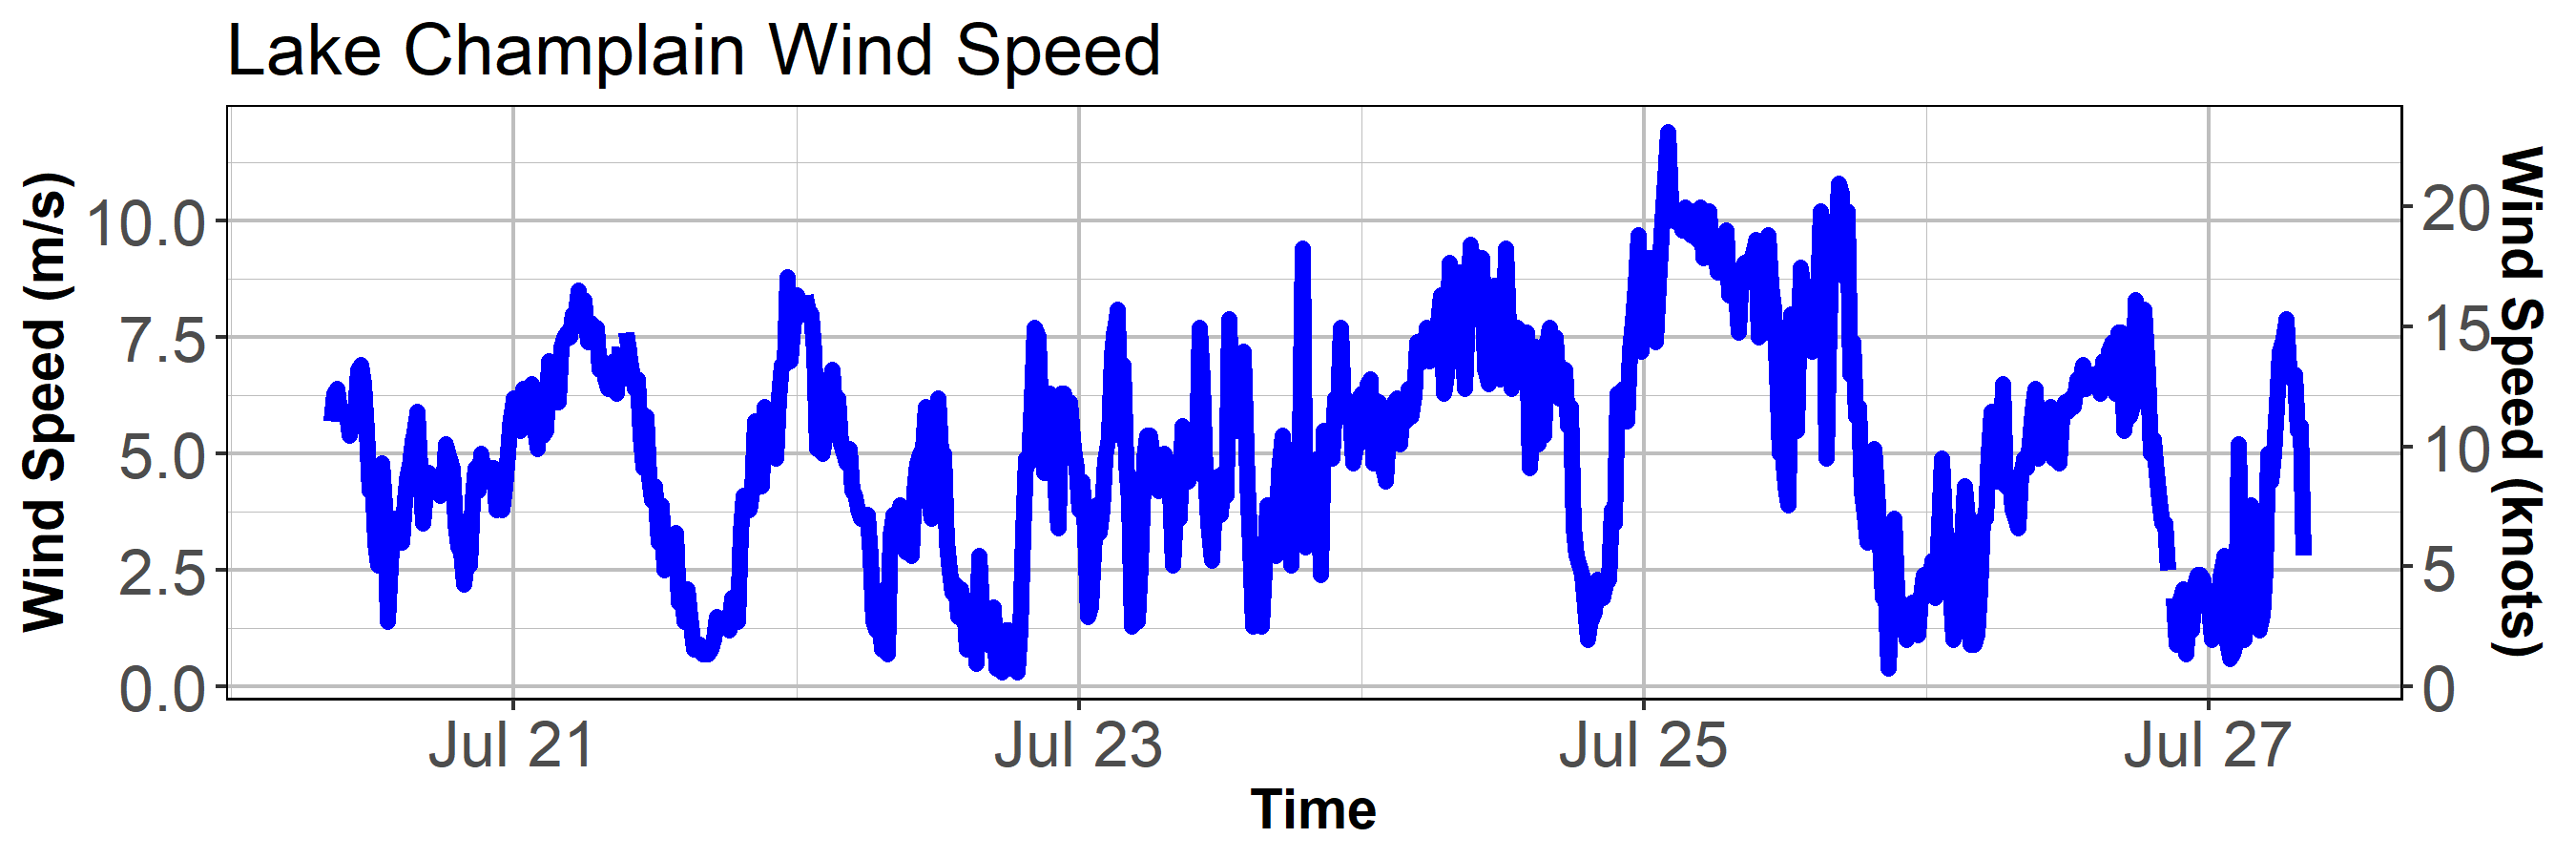 Lake Champlain Wind Speed
Wind Speed (m/s)
10.0
7.5
5.0
2.5
0.0
20
15
10
5
0
Wind Speed (knots)
Jul 21
Jul 23
Jul 25
Jul 27
Time